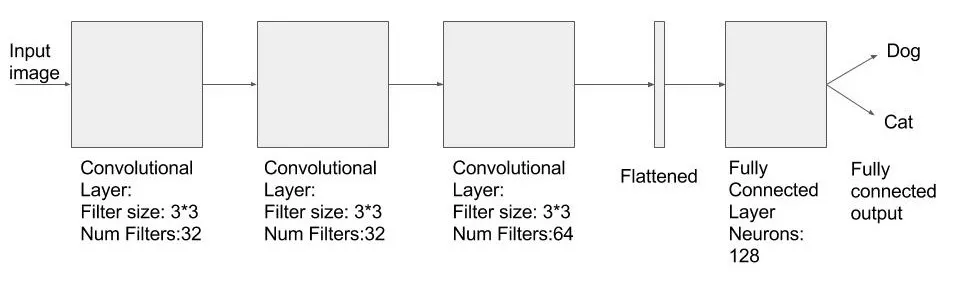 Input
image
Dog
Cat
Convolutional
Layer:
Filter size: 3*3
Num Filters:32
Convolutional
Layer:
Filter size: 3*3
Num Filters:32
Convolutional
Layer:
Filter size: 3*3
Num Filters:64
Flattened
Fully
Connected
Layer
Neurons:
128
Fully
connected
output